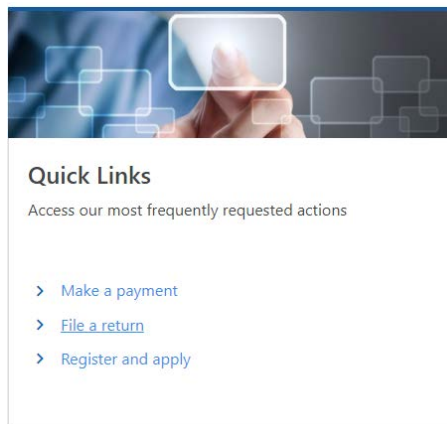 Quick Links
Access our most frequently requested actions
Make a payment
File a return
Register and apply